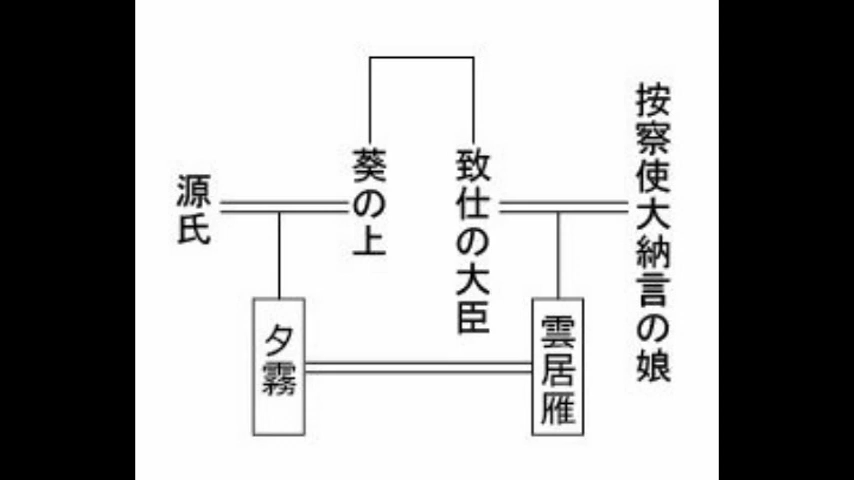 按察使大納言の娘
致仕の大臣
葵の上
源氏
雲居雁
夕霧